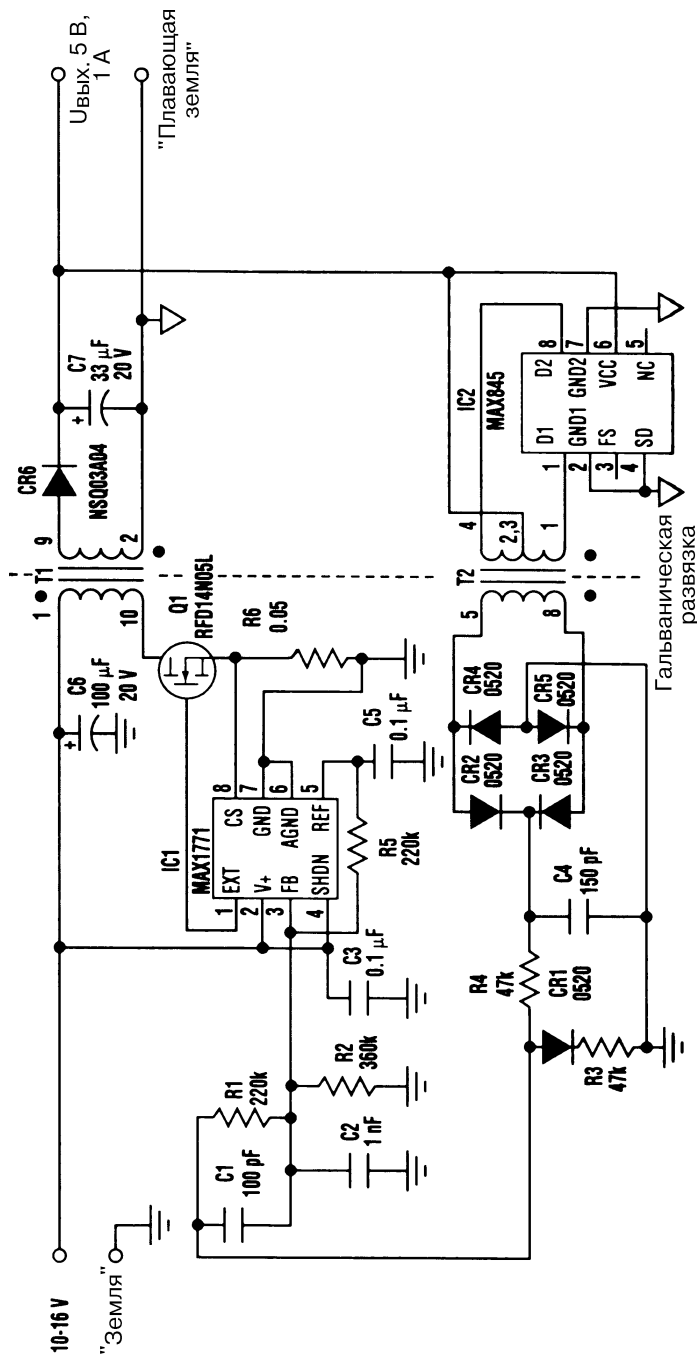 10-16 V
"Земля"
C1
100 pF
R1
220k
C2
1 nF
R2
360k
C3
0.1 µF
IC1
MAX1771
1
EXT
2
V+
3
FB
4
SHDN
8
CS
7
GND
6
AGND
5
REF
R5
220k
C5
0.1 µF
C6
+
100 µF
20 V
Q1
RFD14N05L
R6
0.05
1
T1
9
10
2
CR6
NSQ03A04
C7
+
33 µF
20 V
Uвых. 5 В,
1 А
"Плавающая
земля"
R4
47k
CR1
0520
R3
47k
C4
150 pF
CR2
0520
CR4
0520
CR3
0520
CR5
0520
5
T2
4
2,3
8
1
Гальваническая
развязка
IC2
MAX845
1
D1
2
GND1
3
FS
4
SD
D2
8
GND2
7
VCC
6
NC
5